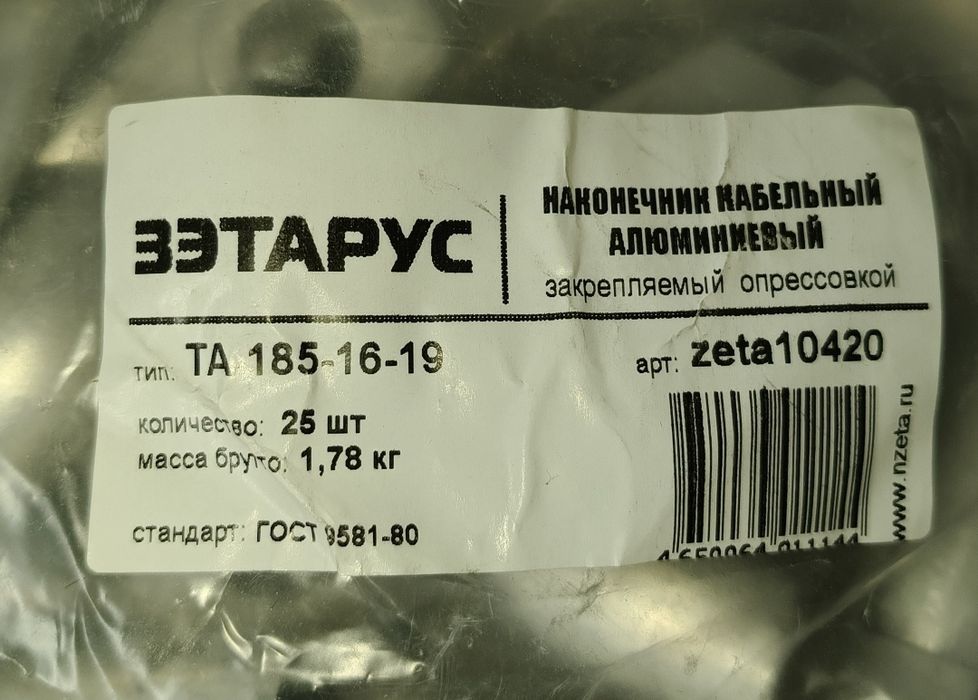 ЗЭТАРУС
НАКОНЕЧНИК КАБЕЛЬНЫЙ
АЛЮМИНИЕВЫЙ
закрепляемый опрессовкой
тип: ТА 185-16-19
арт: zeta10420
количество: 25 шт
масса брутто: 1,78 кг
стандарт: ГОСТ 9581-80
www.nzeta.ru